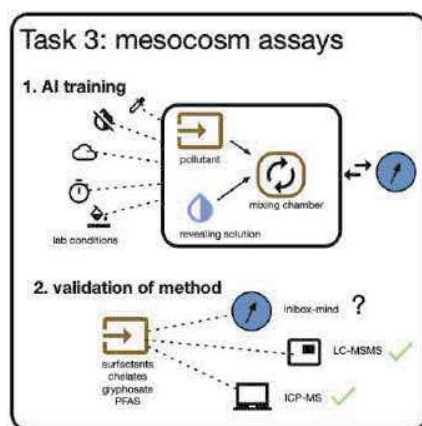 Task 3: mesocosm assays
1. AI training
pollutant
mixing chamber
revealing solution
lab conditions
2. validation of method
inbox-mind ?
surfactants
chelates
glyphosate
PFAS
LC-MSMS
ICP-MS